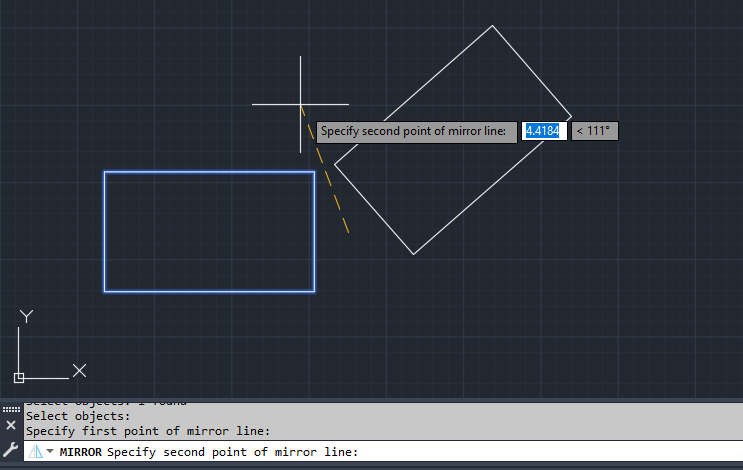 Specify second point of mirror line: 4.4184 < 111°
Y
X
Select objects: 1 found
Select objects:
Specify first point of mirror line:
MIRROR Specify second point of mirror line: